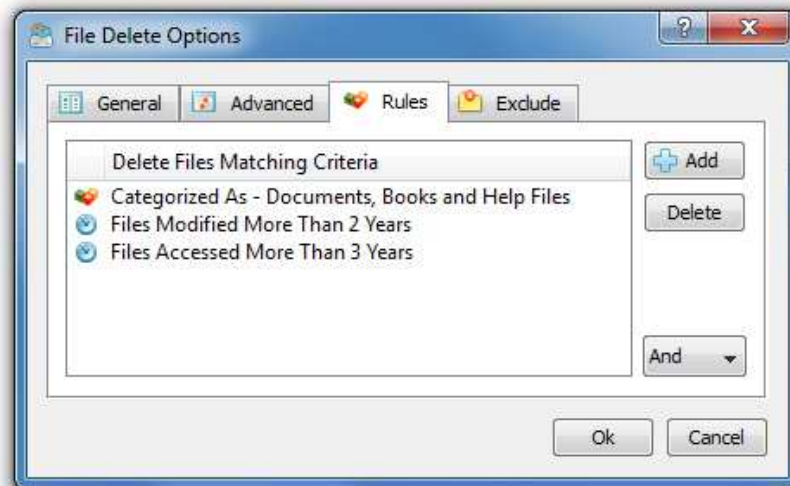 File Delete Options
?
X
General Advanced Rules Exclude
Delete Files Matching Criteria
Add
Categorized As - Documents, Books and Help Files
Delete
Files Modified More Than 2 Years
Files Accessed More Than 3 Years
And
Ok Cancel